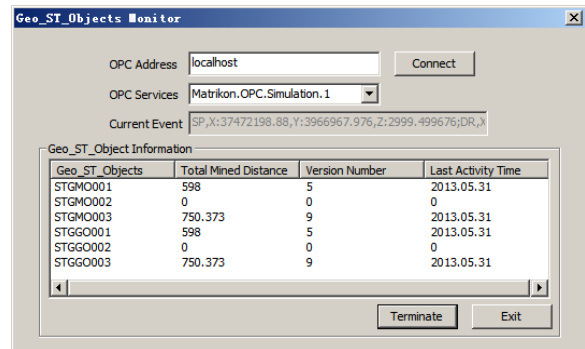 Geo_ST_Objects Monitor
OPC Address localhost Connect
OPC Services Matrikon.OPC.Simulation.1
Current Event SP,X:37472198.88,Y:3966967.976,Z:2999.499676;DR,X
Geo_ST_Object Information
Geo_ST_Objects Total Mined Distance Version Number Last Activity Time
STGMO001 598 5 2013.05.31
STGMO002 0 0 0
STGMO003 750.373 9 2013.05.31
STGGO001 598 5 2013.05.31
STGGO002 0 0 0
STGGO003 750.373 9 2013.05.31
Terminate Exit